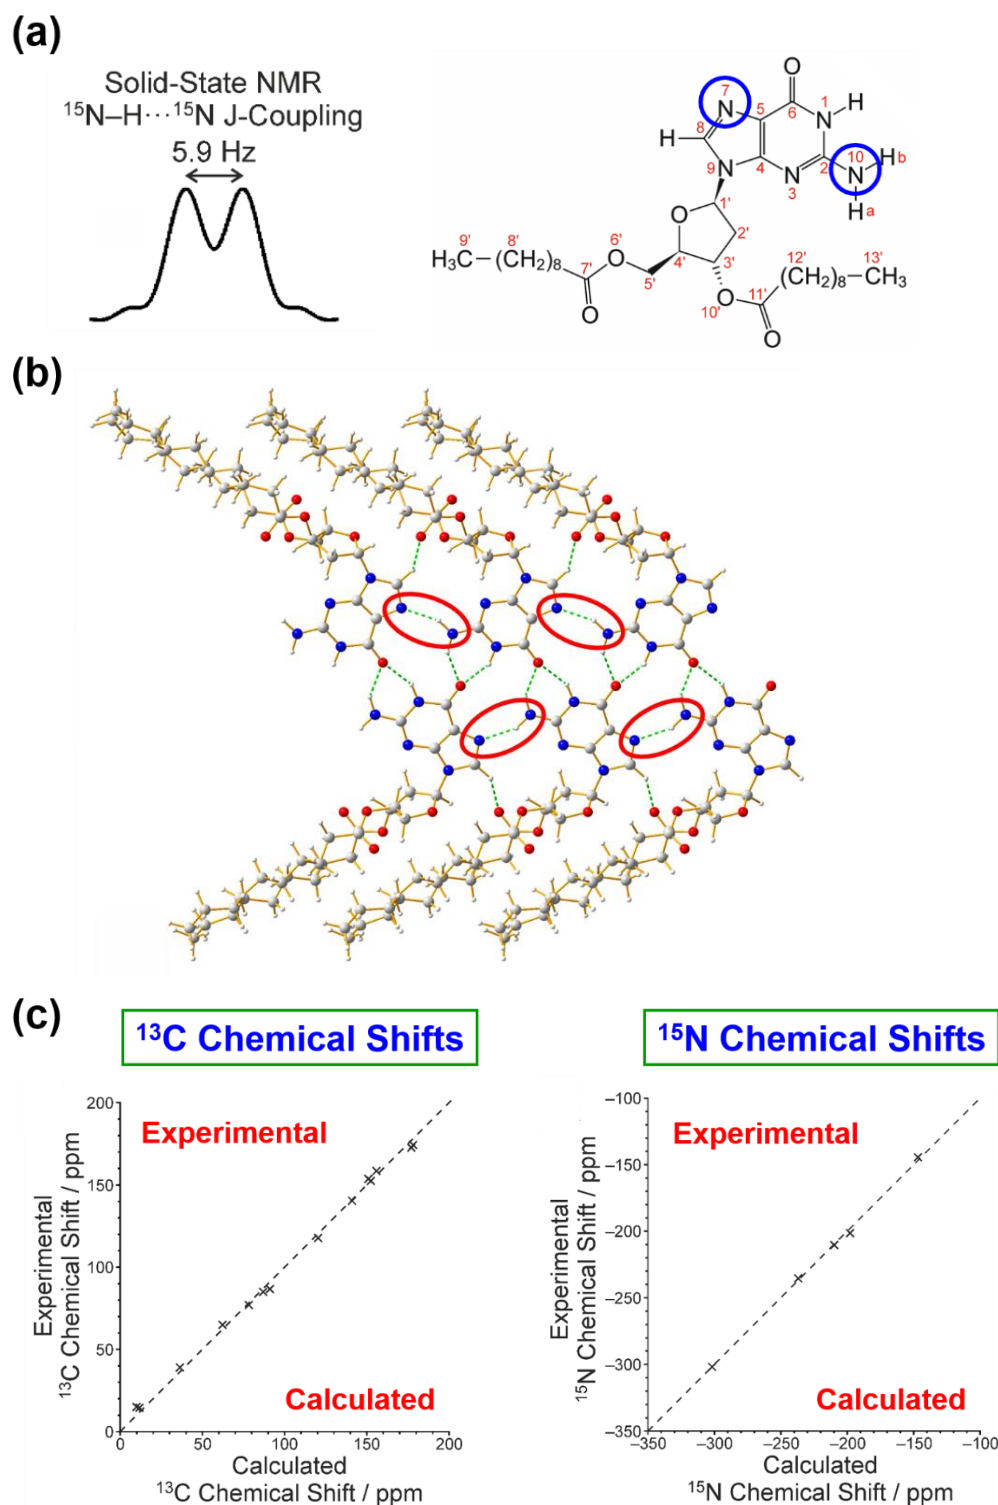 (a)
Solid-State NMR
¹⁵N–H···¹⁵N J-Coupling
5.9 Hz
O
7
N
5
6
1
N
H
H
8
10
H
b
9
N
4
N
3
2
N
H
a
1'
O
2'
9'
8'
6'
H₃C
(CH₂)₈
O
4'
3'
12'
13'
7'
5'
(CH₂)₈
CH₃
11'
O
10'
O
O
(b)
(c)
¹³C Chemical Shifts
¹⁵N Chemical Shifts
200
150
100
50
0
0
50
100
150
200
Experimental
¹³C Chemical Shift / ppm
Experimental
Calculated
Calculated
¹³C Chemical Shift / ppm
–100
–150
–200
–250
–300
–350
–350
–300
–250
–200
–150
–100
Experimental
¹⁵N Chemical Shift / ppm
Experimental
Calculated
Calculated
¹⁵N Chemical Shift / ppm